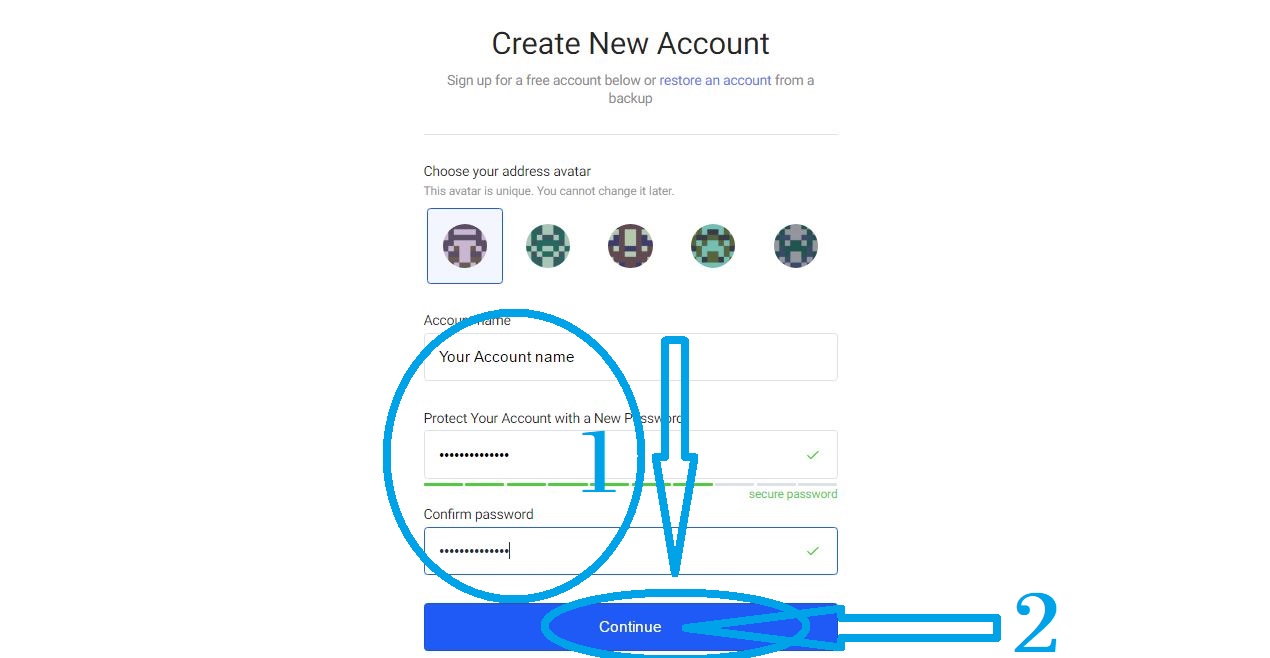 Create New Account
Sign up for a free account below or restore an account from a
backup
Choose your address avatar
This avatar is unique. You cannot change it later.
Account name
Your Account name
Protect Your Account with a New Password
••••••••••••••
1
secure password
Confirm password
••••••••••••••
Continue
2